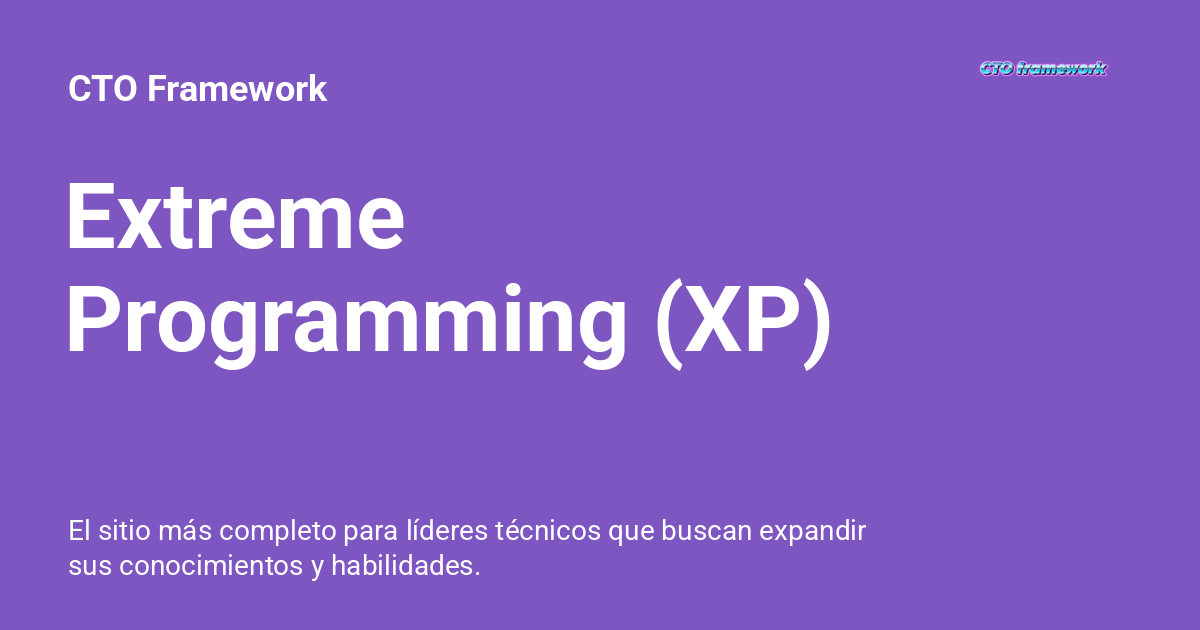 CTO Framework
CTO framework
Extreme
Programming (XP)
El sitio más completo para líderes técnicos que buscan expandir
sus conocimientos y habilidades.